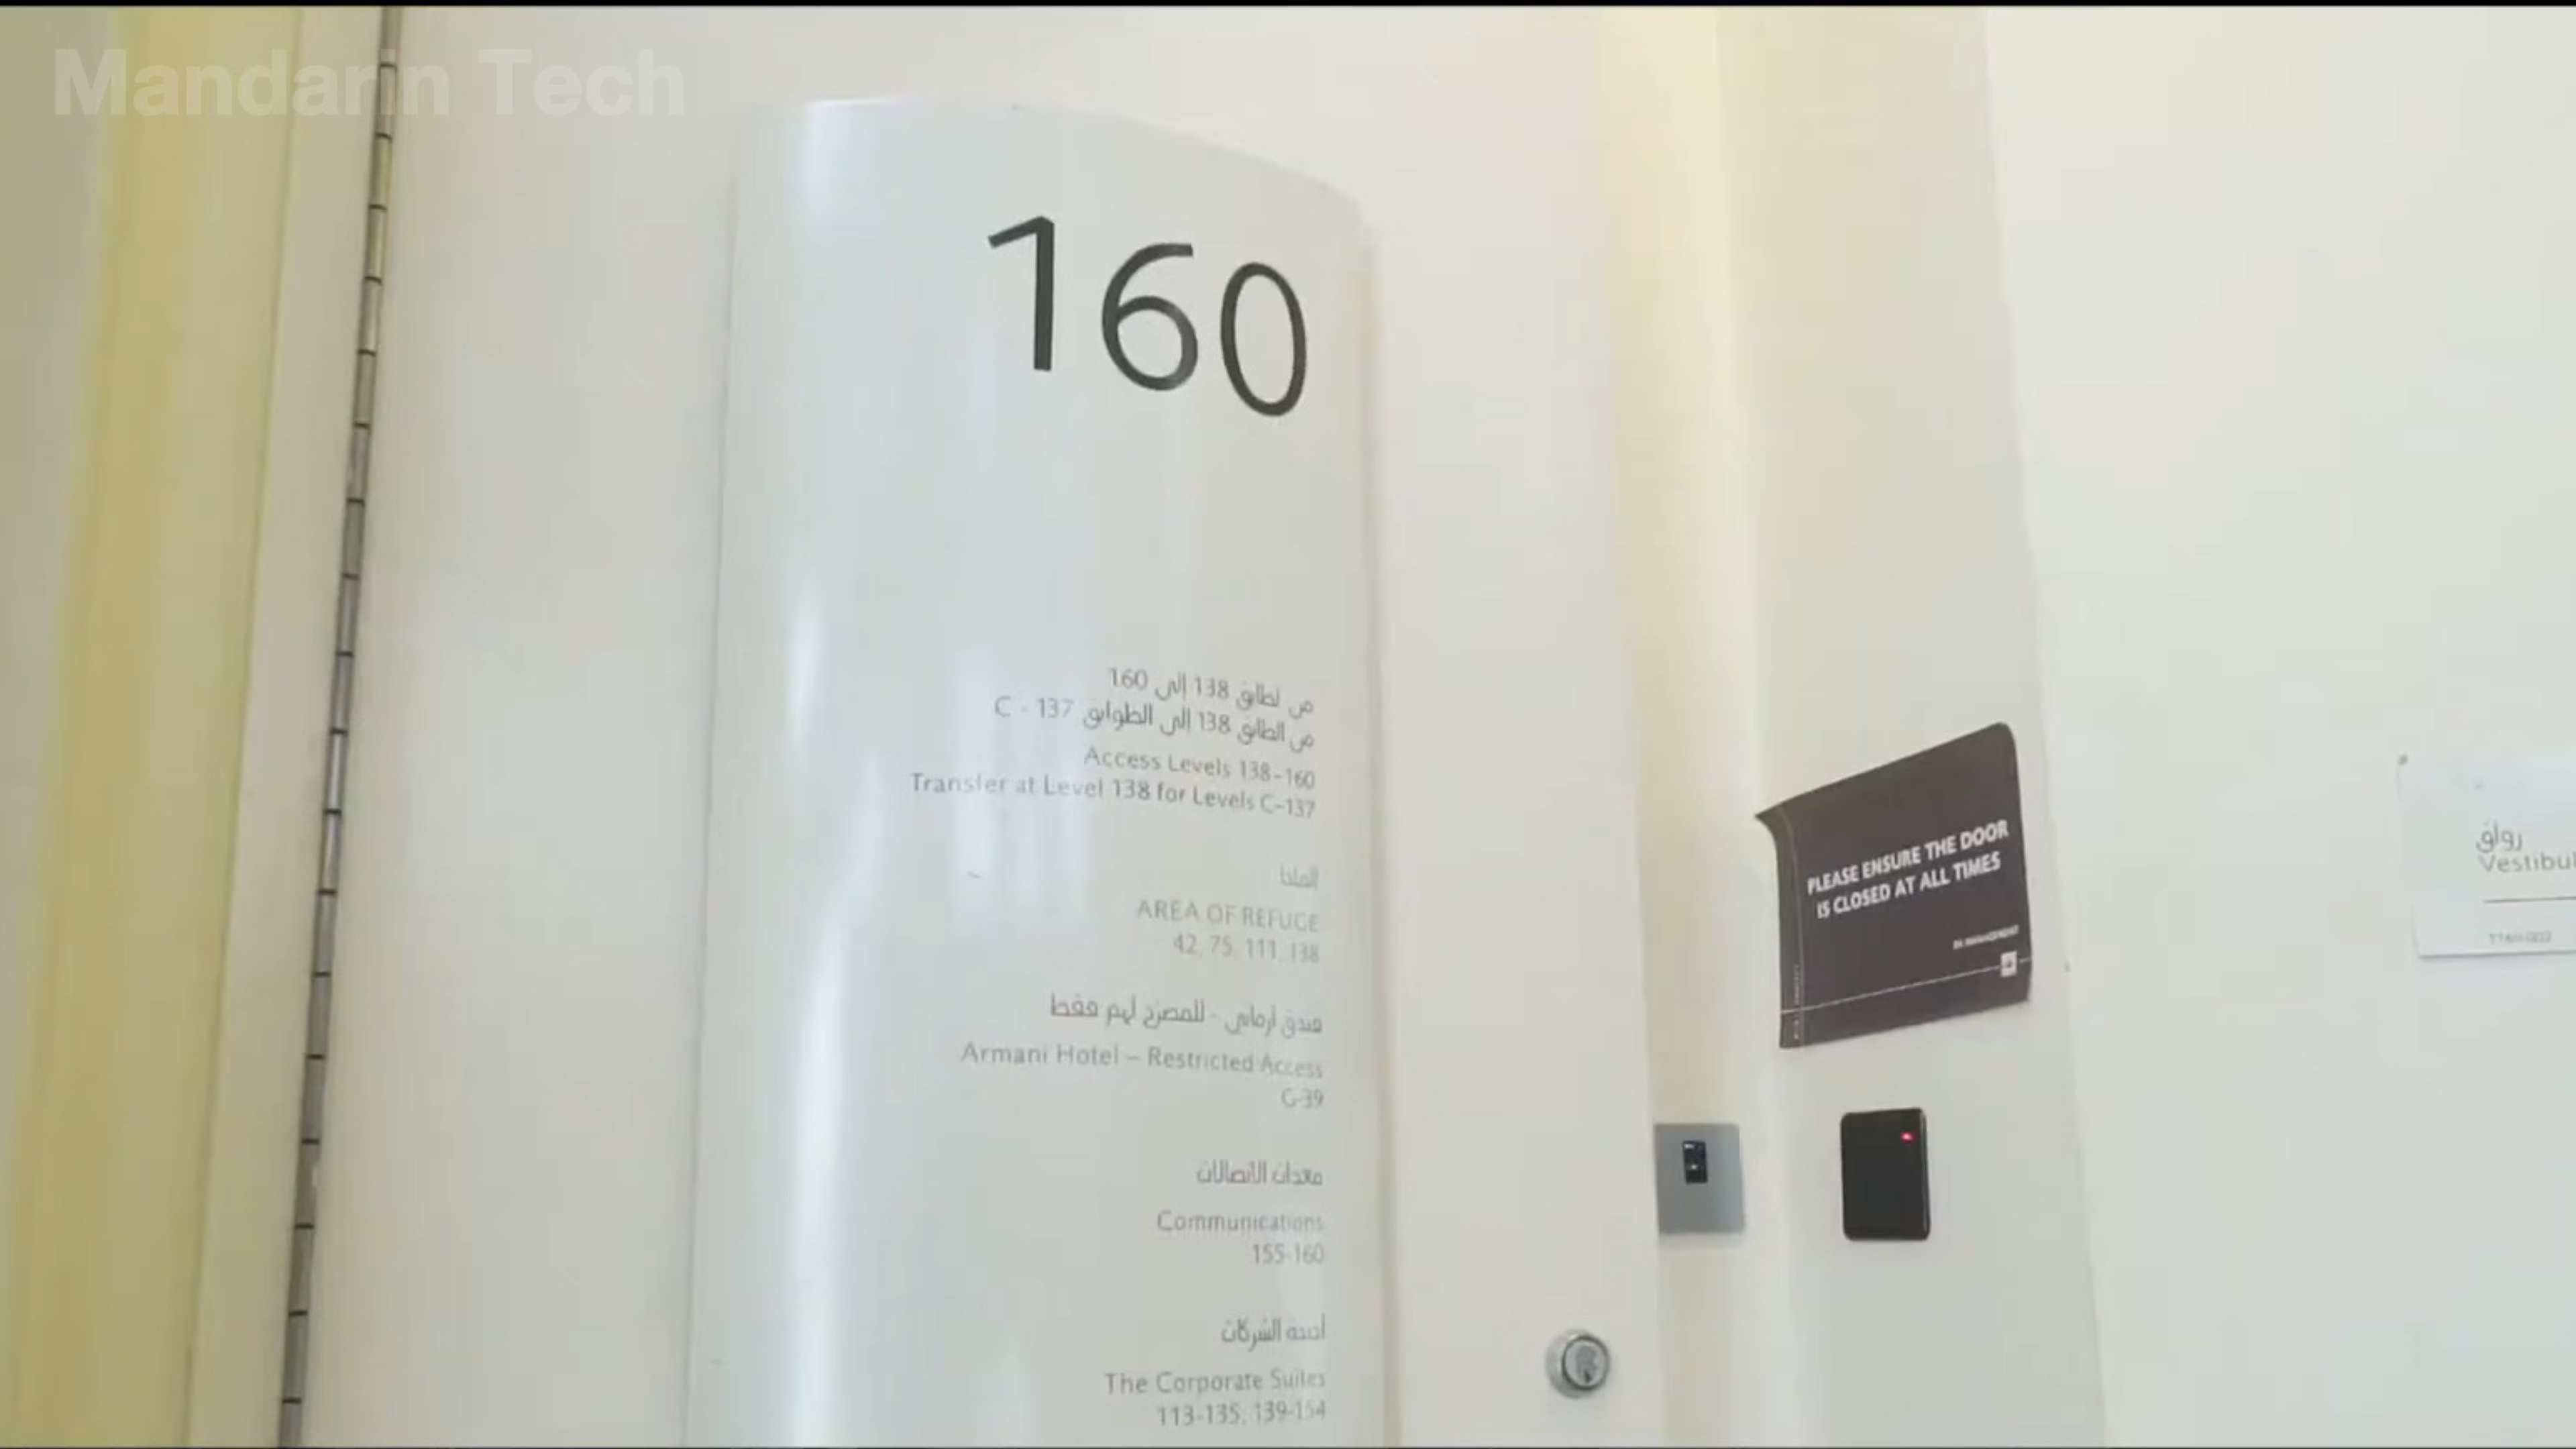 Mandarin Tech
160
من لطابق 138 إلى 160
من الطابق 138 إلى الطوابق C - 137
Access Levels 138-160
Transfer at Level 138 for Levels C-137
الملجأ
AREA OF REFUGE
42, 75, 111, 138
فندق أرماني - للمصرح لهم فقط
Armani Hotel – Restricted Access
C-39
معدات الاتصالات
Communications
155-160
أجنحة الشركات
The Corporate Suites
113-135, 139-154
PLEASE ENSURE THE DOOR
IS CLOSED AT ALL TIMES
MANAGEMENT
رواق